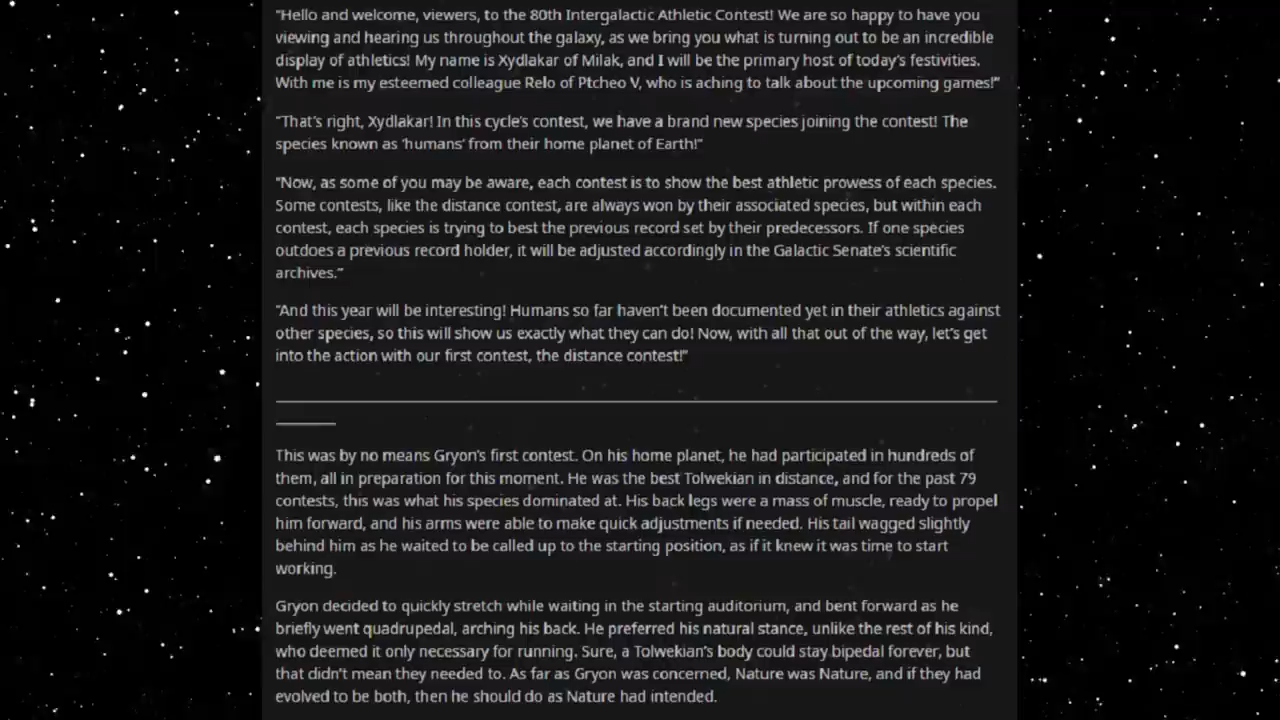 “Hello and welcome, viewers, to the 80th Intergalactic Athletic Contest! We are so happy to have you
viewing and hearing us throughout the galaxy, as we bring you what is turning out to be an incredible
display of athletics! My name is Xydlakar of Milak, and I will be the primary host of today’s festivities.
With me is my esteemed colleague Relo of Ptcheo V, who is aching to talk about the upcoming games!”
“That’s right, Xydlakar! In this cycle’s contest, we have a brand new species joining the contest! The
species known as ‘humans’ from their home planet of Earth!”
“Now, as some of you may be aware, each contest is to show the best athletic prowess of each species.
Some contests, like the distance contest, are always won by their associated species, but within each
contest, each species is trying to best the previous record set by their predecessors. If one species
outdoes a previous record holder, it will be adjusted accordingly in the Galactic Senate’s scientific
archives.”
“And this year will be interesting! Humans so far haven’t been documented yet in their athletics against
other species, so this will show us exactly what they can do! Now, with all that out of the way, let’s get
into the action with our first contest, the distance contest!”
This was by no means Gryon’s first contest. On his home planet, he had participated in hundreds of
them, all in preparation for this moment. He was the best Tolwekian in distance, and for the past 79
contests, this was what his species dominated at. His back legs were a mass of muscle, ready to propel
him forward, and his arms were able to make quick adjustments if needed. His tail wagged slightly
behind him as he waited to be called up to the starting position, as if it knew it was time to start
working.
Gryon decided to quickly stretch while waiting in the starting auditorium, and bent forward as he
briefly went quadrupedal, arching his back. He preferred his natural stance, unlike the rest of his kind,
who deemed it only necessary for running. Sure, a Tolwekian’s body could stay bipedal forever, but
that didn’t mean they needed to. As far as Gryon was concerned, Nature was Nature, and if they had
evolved to be both, then he should do as Nature had intended.